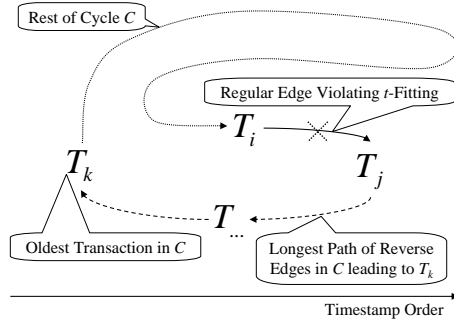 Rest of Cycle C
Regular Edge Violating t-Fitting
T_i
T_k
T_j
T_...
Oldest Transaction in C
Longest Path of Reverse
Edges in C leading to T_k
Timestamp Order